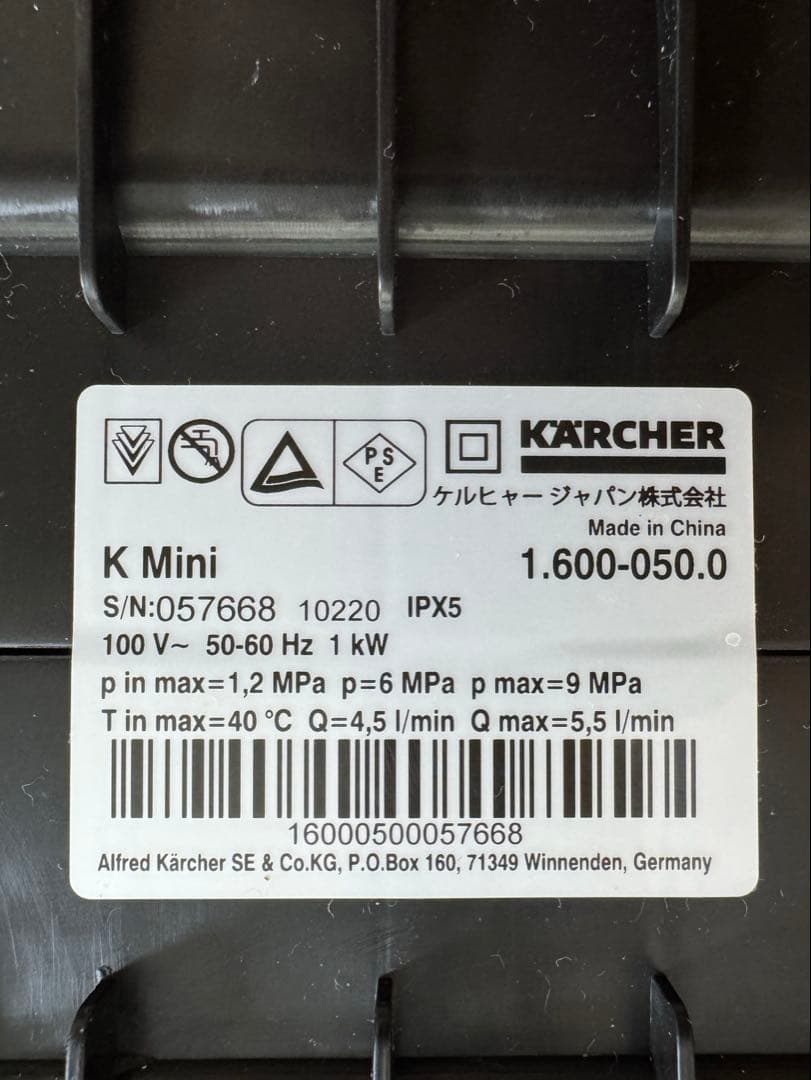 PSE
KÄRCHER
ケルヒャー ジャパン株式会社
Made in China
K Mini 1.600-050.0
S/N:057668 10220 IPX5
100 V~ 50-60 Hz 1 kW
p in max=1,2 MPa p=6 MPa p max=9 MPa
T in max=40 °C Q=4,5 l/min Q max=5,5 l/min
16000500057668
Alfred Kärcher SE & Co.KG, P.O.Box 160, 71349 Winnenden, Germany